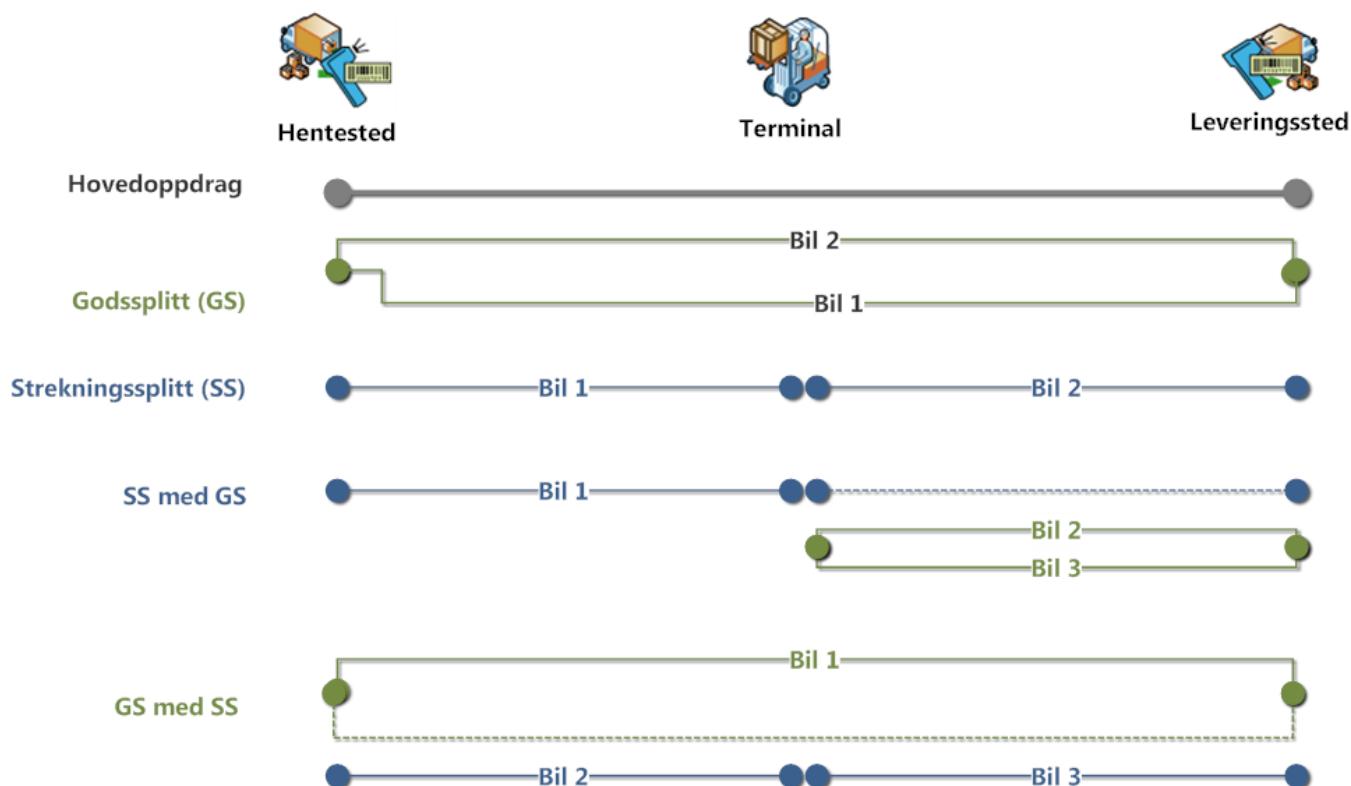 Hentested
Terminal
Leveringssted
Hovedoppdrag
Bil 2
Godssplitt (GS)
Bil 1
Strekningssplitt (SS)
Bil 1
Bil 2
SS med GS
Bil 1
Bil 2
Bil 3
Bil 1
GS med SS
Bil 2
Bil 3